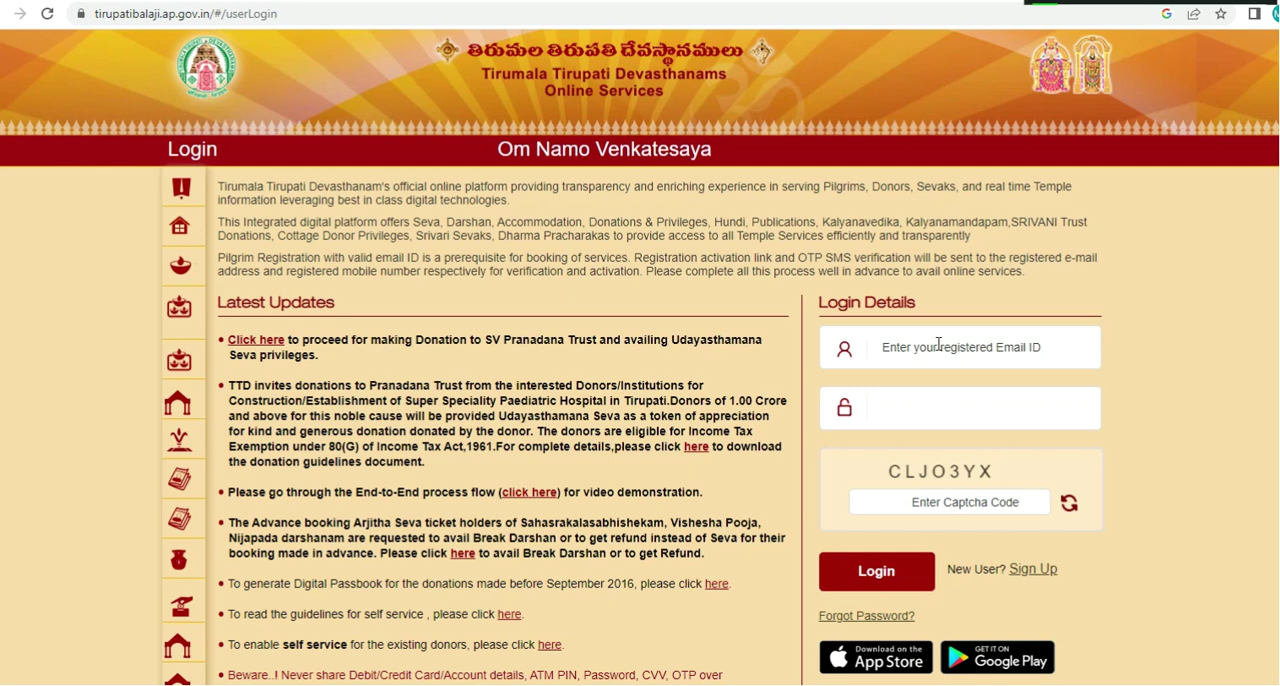 tirupatibalaji.ap.gov.in/#/userLogin
తిరుమల తిరుపతి దేవస్థానములు
Tirumala Tirupati Devasthanams
Online Services
Login
Om Namo Venkatesaya
Tirumala Tirupati Devasthanam's official online platform providing transparency and enriching experience in serving Pilgrims, Donors, Sevaks, and real time Temple
information leveraging best in class digital technologies.
This Integrated digital platform offers Seva, Darshan, Accommodation, Donations & Privileges, Hundi, Publications, Kalyanavedika, Kalyanamandapam,SRIVANI Trust
Donations, Cottage Donor Privileges, Srivari Sevaks, Dharma Pracharakas to provide access to all Temple Services efficiently and transparently
Pilgrim Registration with valid email ID is a prerequisite for booking of services. Registration activation link and OTP SMS verification will be sent to the registered e-mail
address and registered mobile number respectively for verification and activation. Please complete all this process well in advance to avail online services.
Latest Updates
• Click here to proceed for making Donation to SV Pranadana Trust and availing Udayasthamana
Seva privileges.
• TTD invites donations to Pranadana Trust from the interested Donors/Institutions for
Construction/Establishment of Super Speciality Paediatric Hospital in Tirupati.Donors of 1.00 Crore
and above for this noble cause will be provided Udayasthamana Seva as a token of appreciation
for kind and generous donation donated by the donor. The donors are eligible for Income Tax
Exemption under 80(G) of Income Tax Act,1961.For complete details,please click here to download
the donation guidelines document.
• Please go through the End-to-End process flow (click here) for video demonstration.
• The Advance booking Arjitha Seva ticket holders of Sahasrakalasabhishekam, Vishesha Pooja,
Nijapada darshanam are requested to avail Break Darshan or to get refund instead of Seva for their
booking made in advance. Please click here to avail Break Darshan or to get Refund.
• To generate Digital Passbook for the donations made before September 2016, please click here.
• To read the guidelines for self service , please click here.
• To enable self service for the existing donors, please click here.
• Beware..! Never share Debit/Credit Card/Account details, ATM PIN, Password, CVV, OTP over
Login Details
Enter your registered Email ID
CLJO3YX
Enter Captcha Code
Login
New User? Sign Up
Forgot Password?
Download on the
App Store
GET IT ON
Google Play